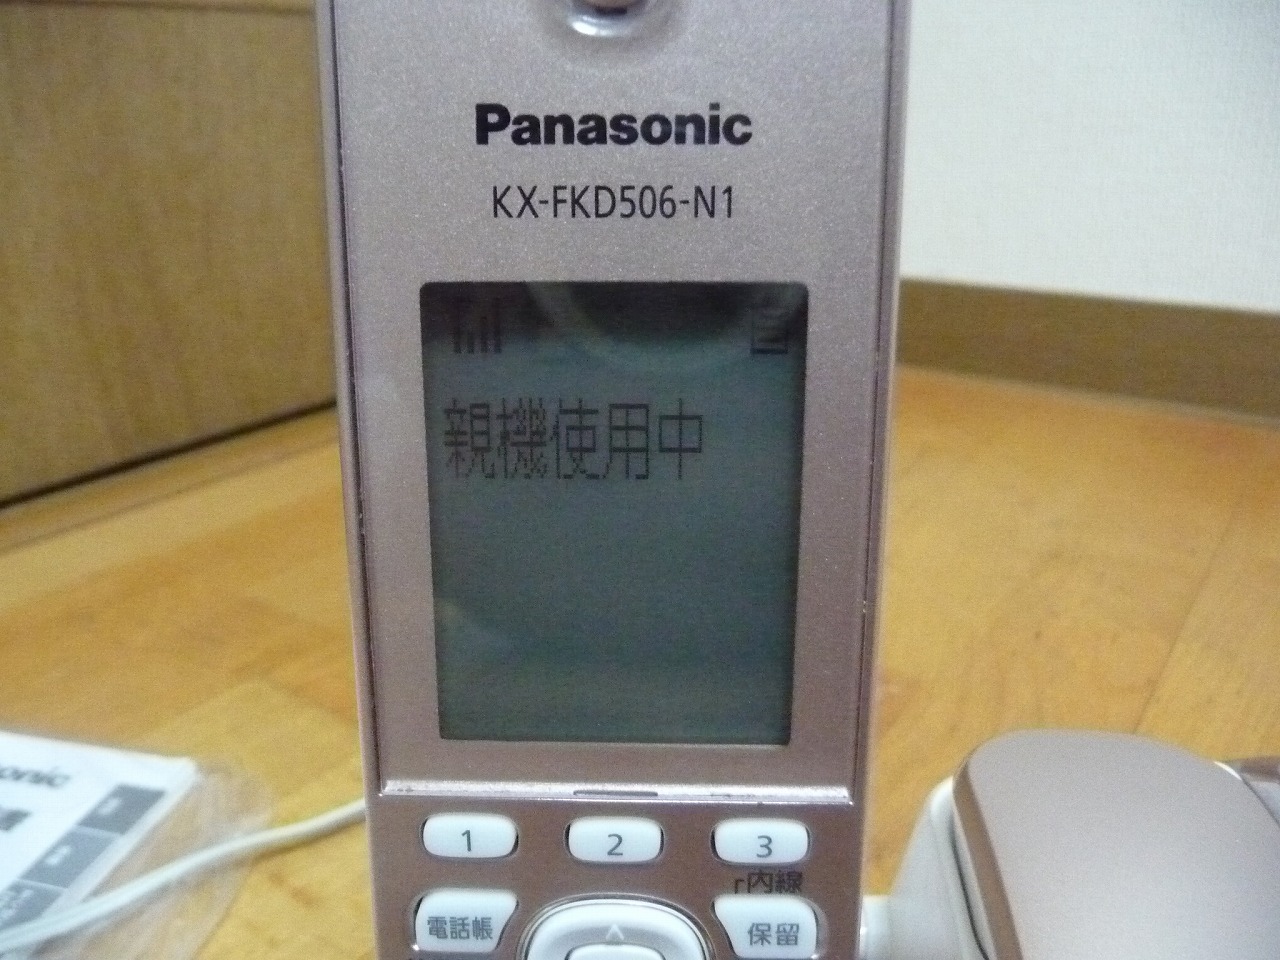 Panasonic
KX-FKD506-N1
親機使用中
1
2
3
内線
電話帳
保留